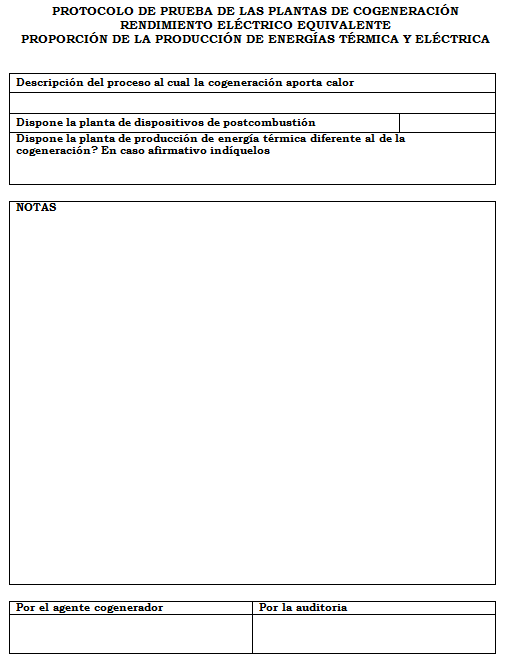 PROTOCOLO DE PRUEBA DE LAS PLANTAS DE COGENERACIÓN
RENDIMIENTO ELÉCTRICO EQUIVALENTE
PROPORCIÓN DE LA PRODUCCIÓN DE ENERGÍAS TÉRMICA Y ELÉCTRICA
Descripción del proceso al cual la cogeneración aporta calor
Dispone la planta de dispositivos de postcombustión
Dispone la planta de producción de energía térmica diferente al de la
cogeneración? En caso afirmativo indíquelos
NOTAS
Por el agente cogenerador
Por la auditoria